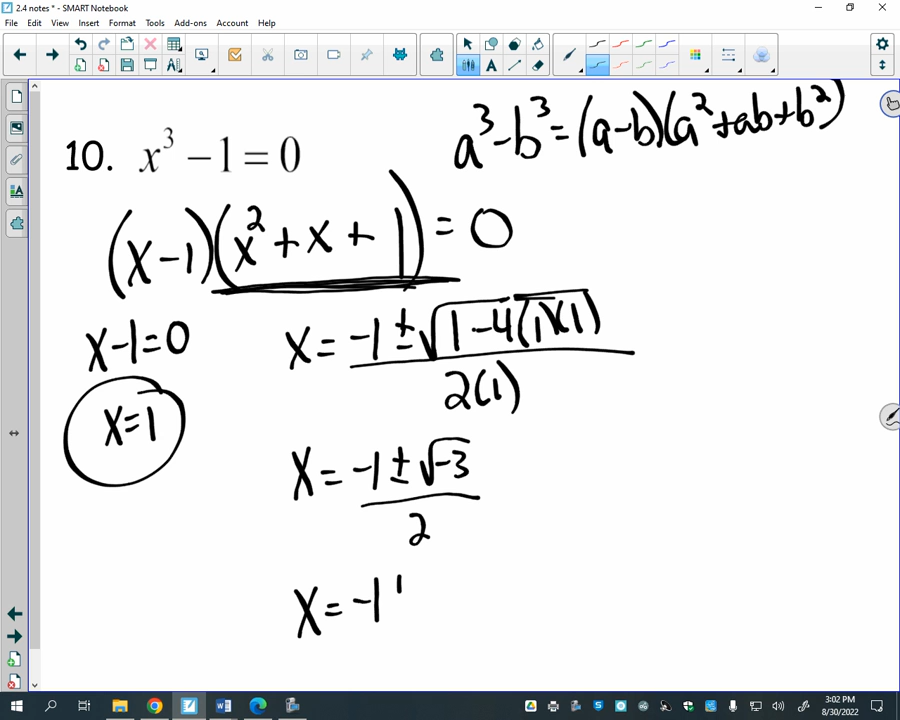 2.4 notes * - SMART Notebook
File Edit View Insert Format Tools Add-ons Account Help
a³-b³=(a-b)(a²+ab+b²)
10. x³ − 1 = 0
(x-1)(x²+x+1)=0
x-1=0
x = -1 ± √1-4(1)(1)
2(1)
x=1
x = -1 ± √-3
2
x = -1
3:02 PM
8/30/2022